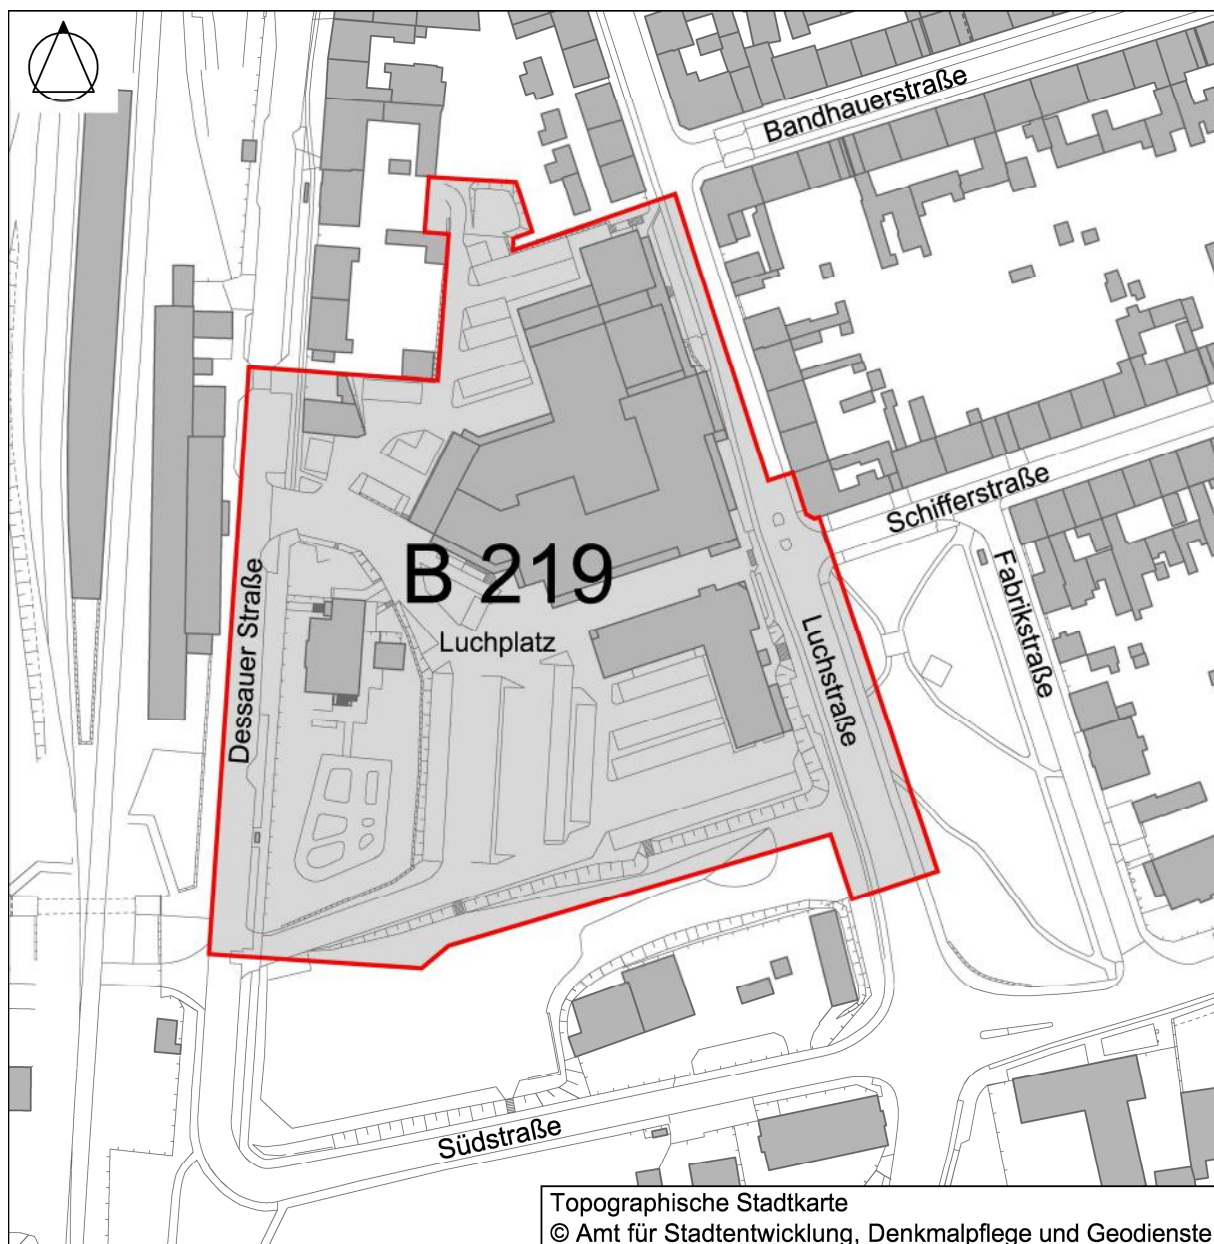 Bandhauerstraße
Schifferstraße
Fabrikstraße
B 219
Luchplatz
Dessauer Straße
Luchstraße
Südstraße
Topographische Stadtkarte
© Amt für Stadtentwicklung, Denkmalpflege und Geodienste